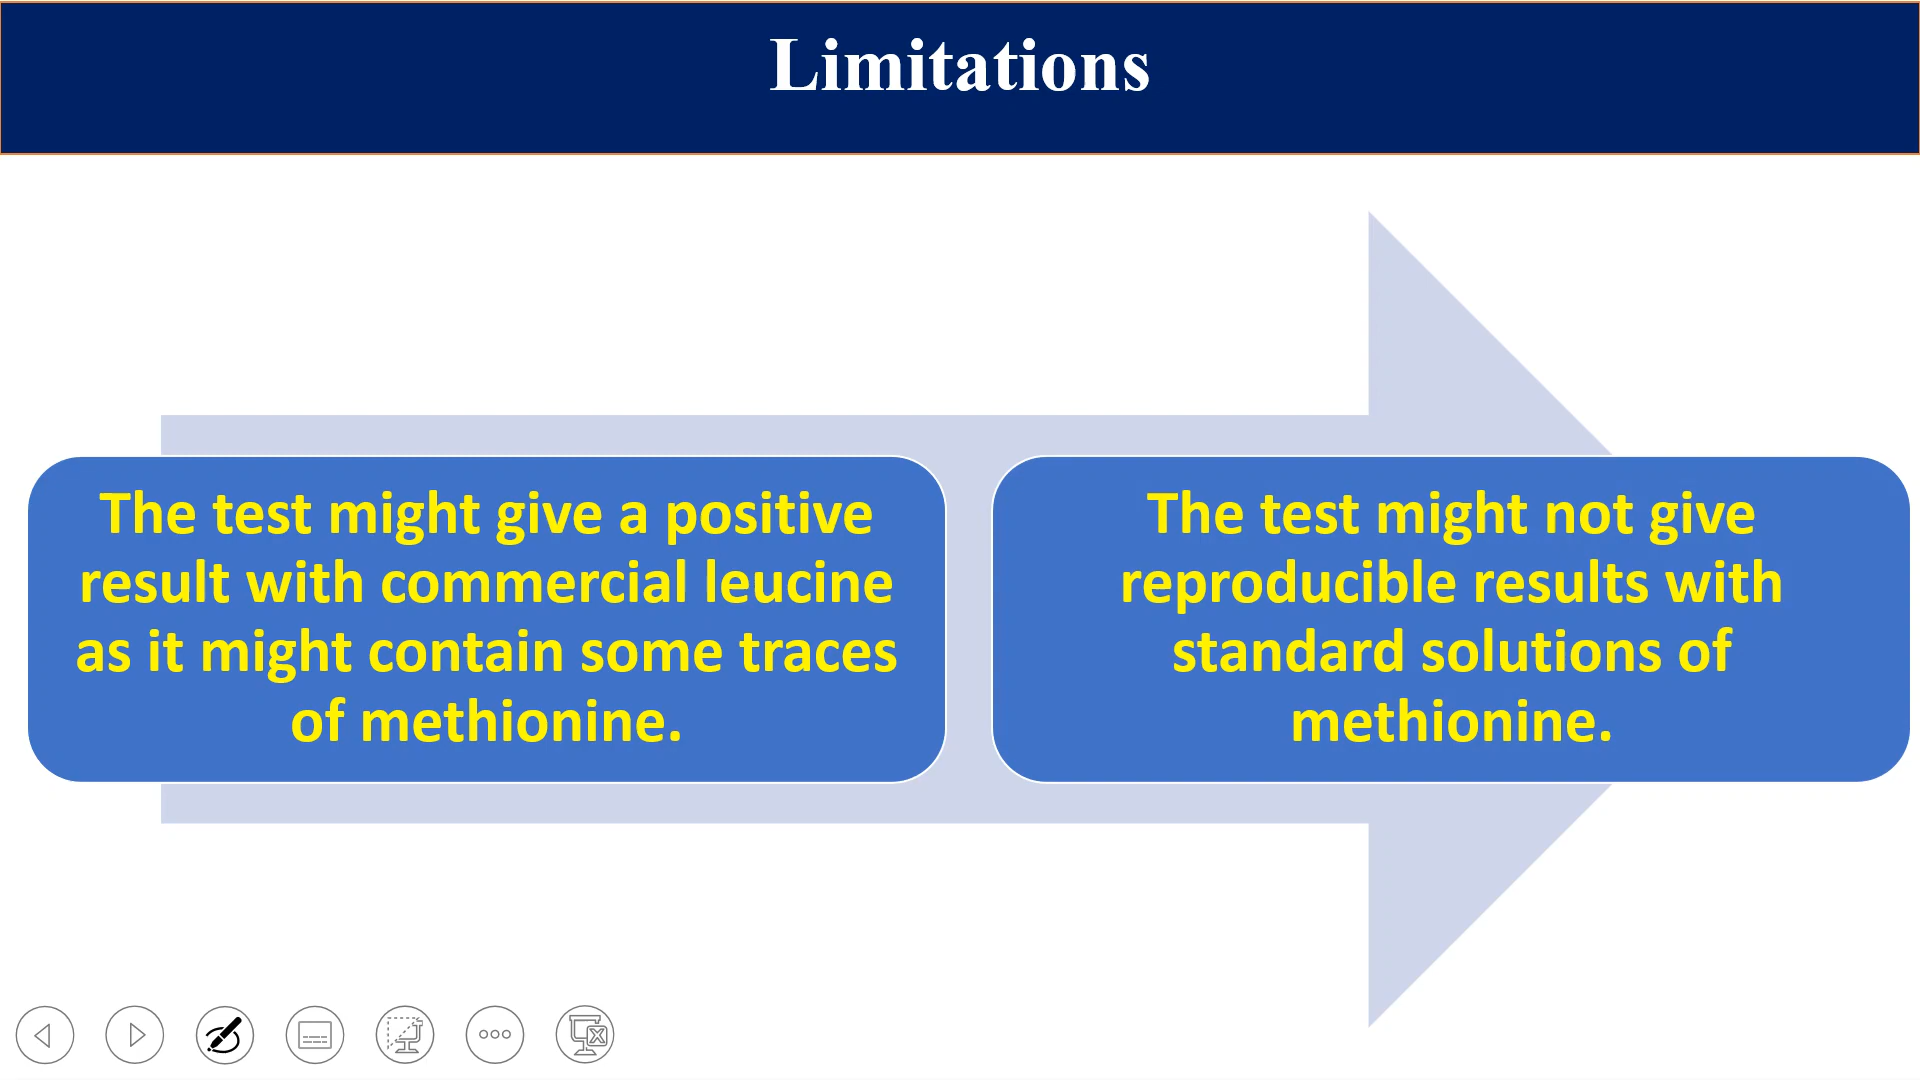 Limitations
The test might give a positive
result with commercial leucine
as it might contain some traces
of methionine.
The test might not give
reproducible results with
standard solutions of
methionine.